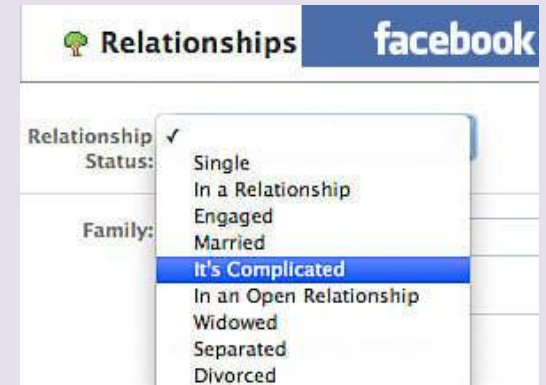 Relationships facebook
Relationship ✓
Status:
Single
In a Relationship
Engaged
Family:
Married
It's Complicated
In an Open Relationship
Widowed
Separated
Divorced